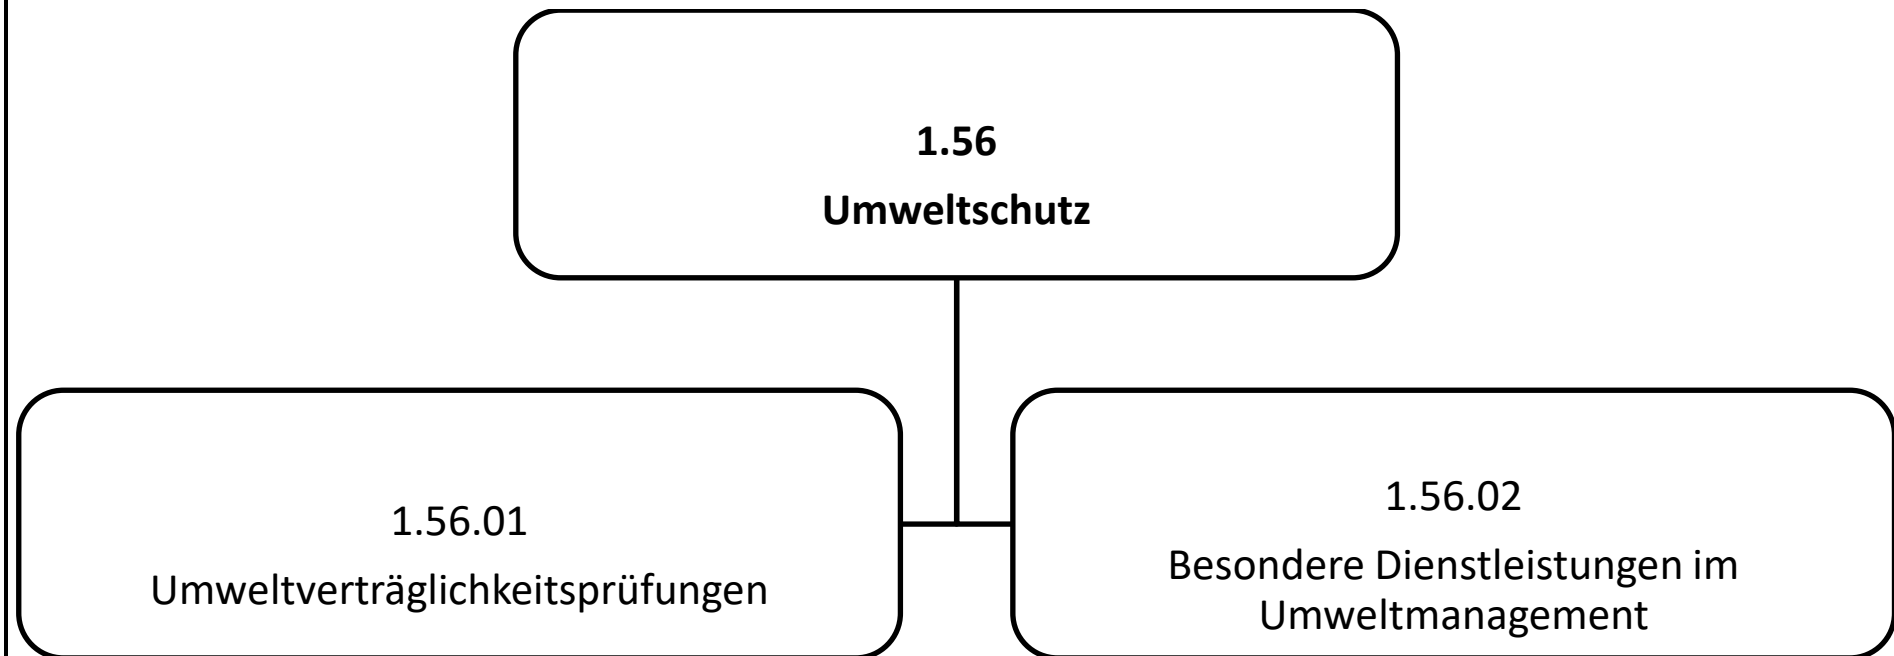 1.56
Umweltschutz
1.56.01
Umweltverträglichkeitsprüfungen
1.56.02
Besondere Dienstleistungen im
Umweltmanagement